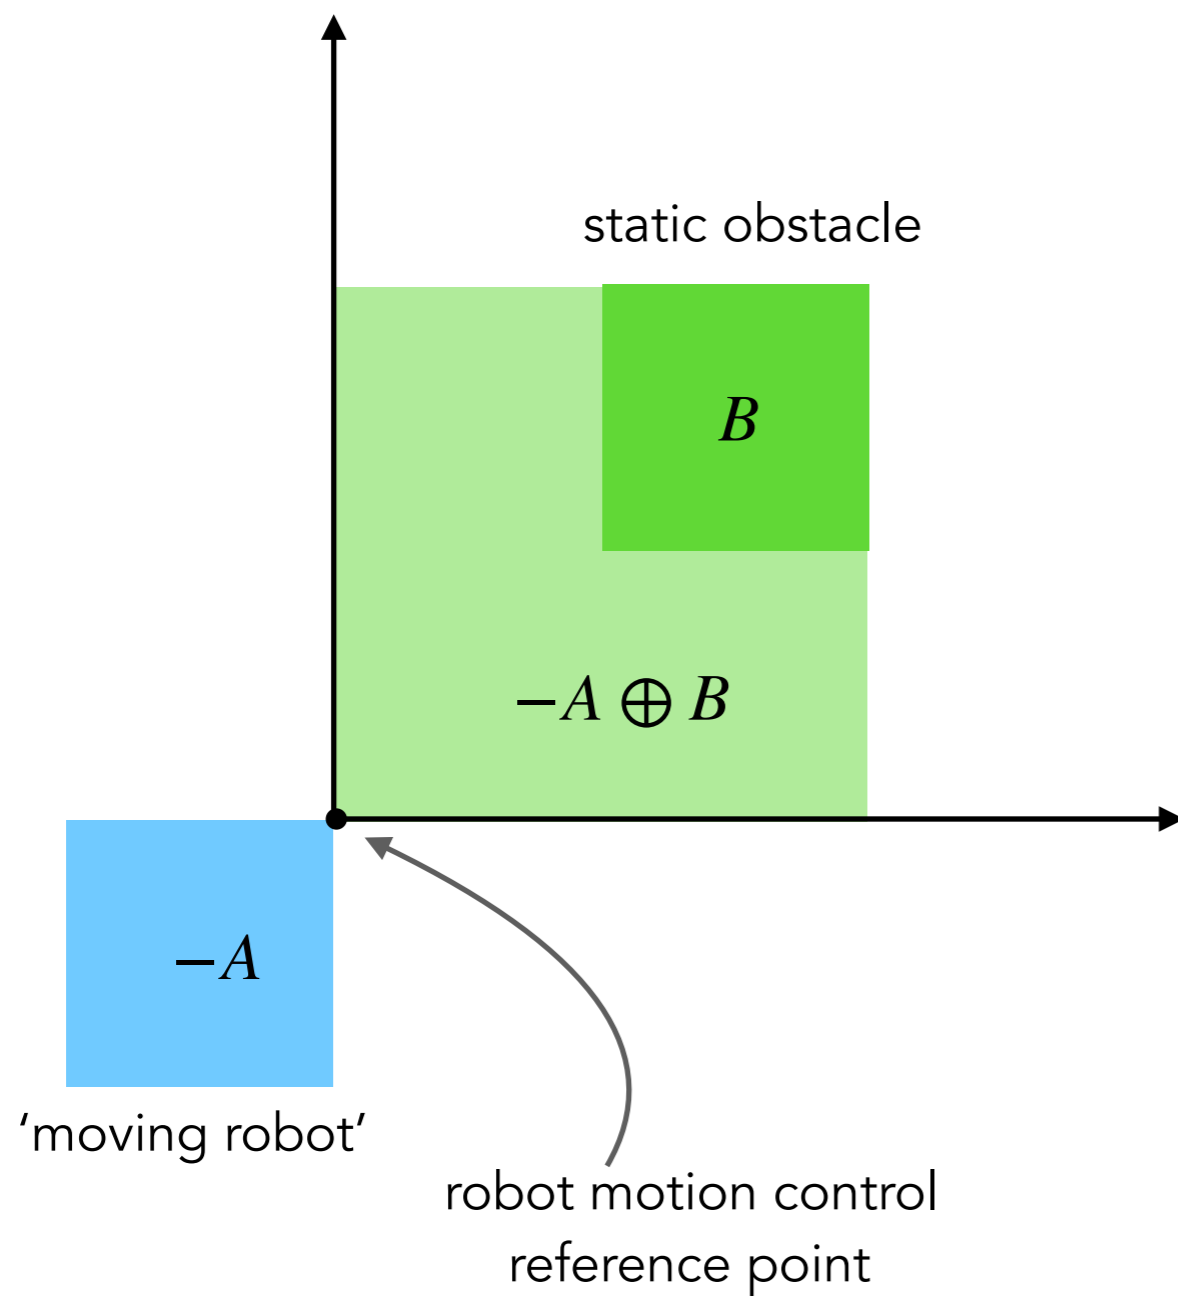 static obstacle
B
−A ⊕ B
−A
‘moving robot’
robot motion control
reference point